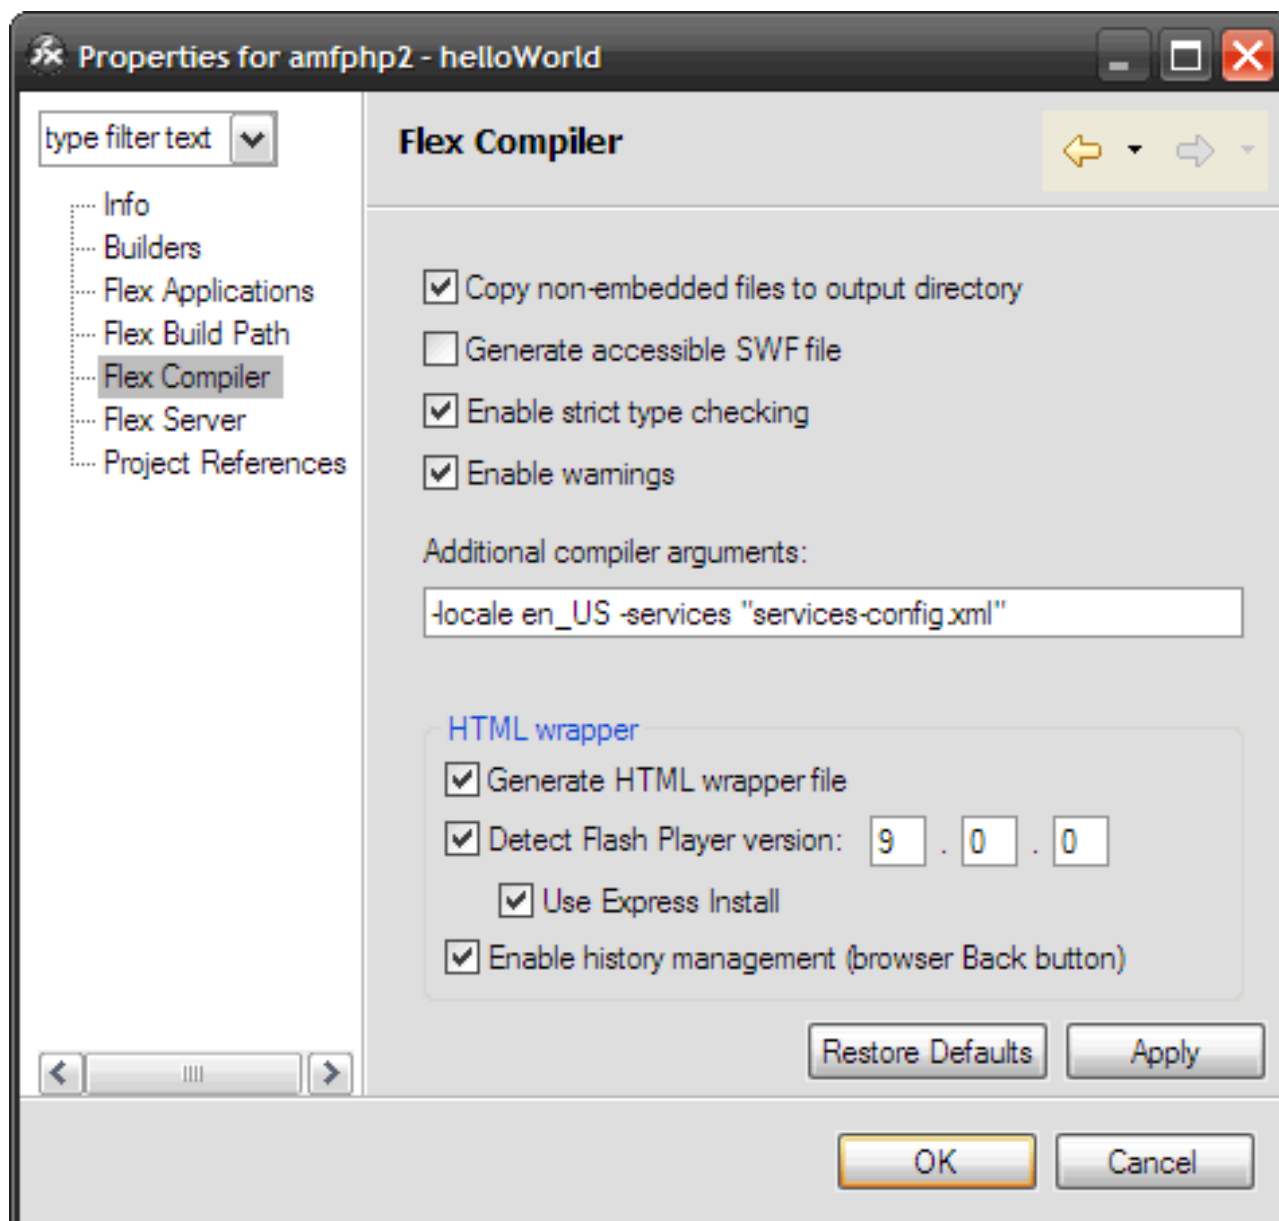 Properties for amfphp2 - helloWorld
type filter text
Info
Builders
Flex Applications
Flex Build Path
Flex Compiler
Flex Server
Project References
Flex Compiler
Copy non-embedded files to output directory
Generate accessible SWF file
Enable strict type checking
Enable warnings
Additional compiler arguments:
-locale en_US -services "services-config.xml"
HTML wrapper
Generate HTML wrapper file
Detect Flash Player version: 9 . 0 . 0
Use Express Install
Enable history management (browser Back button)
Restore Defaults Apply
OK Cancel